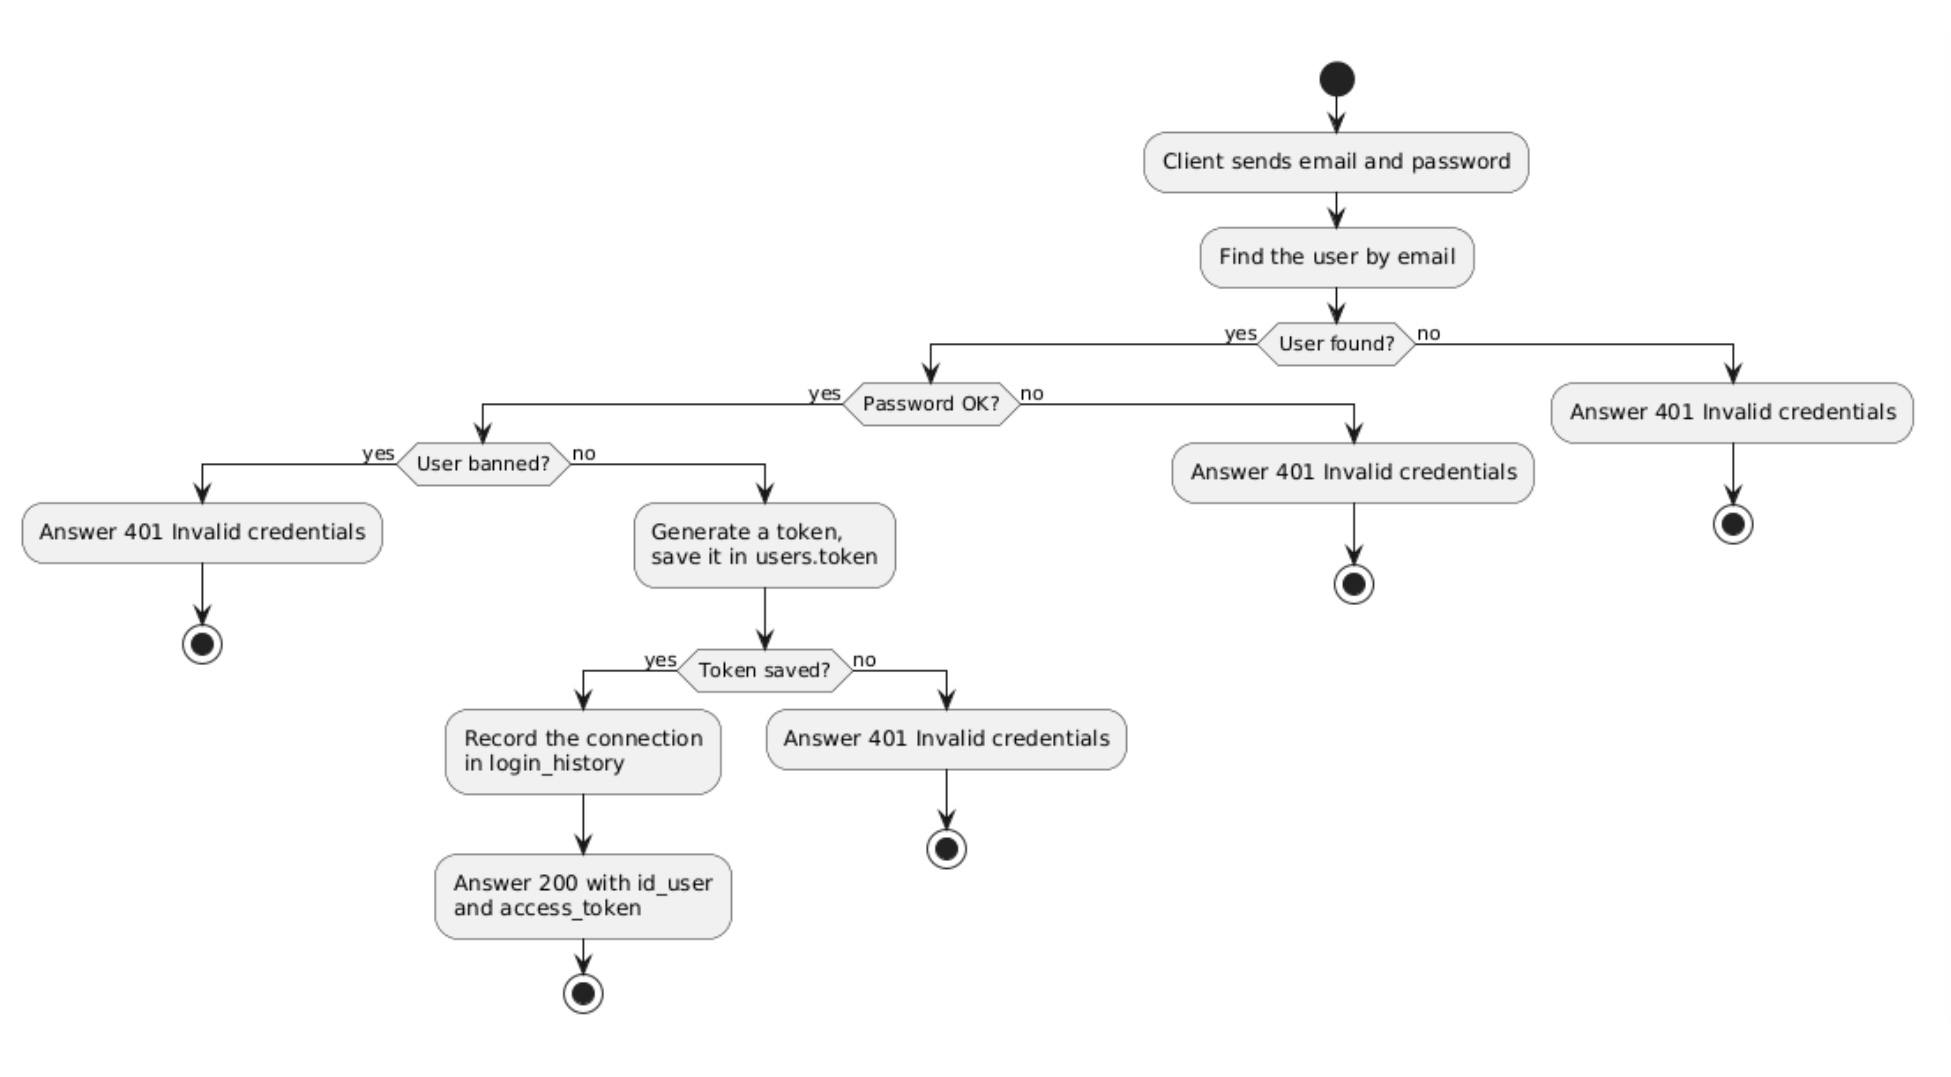 Client sends email and password
Find the user by email
User found?
yes
no
Password OK?
yes
no
Answer 401 Invalid credentials
User banned?
yes
no
Answer 401 Invalid credentials
Answer 401 Invalid credentials
Generate a token,
save it in users.token
Token saved?
yes
no
Record the connection
in login_history
Answer 401 Invalid credentials
Answer 200 with id_user
and access_token